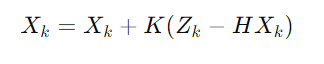 X_k = X_k + K(Z_k − HX_k)